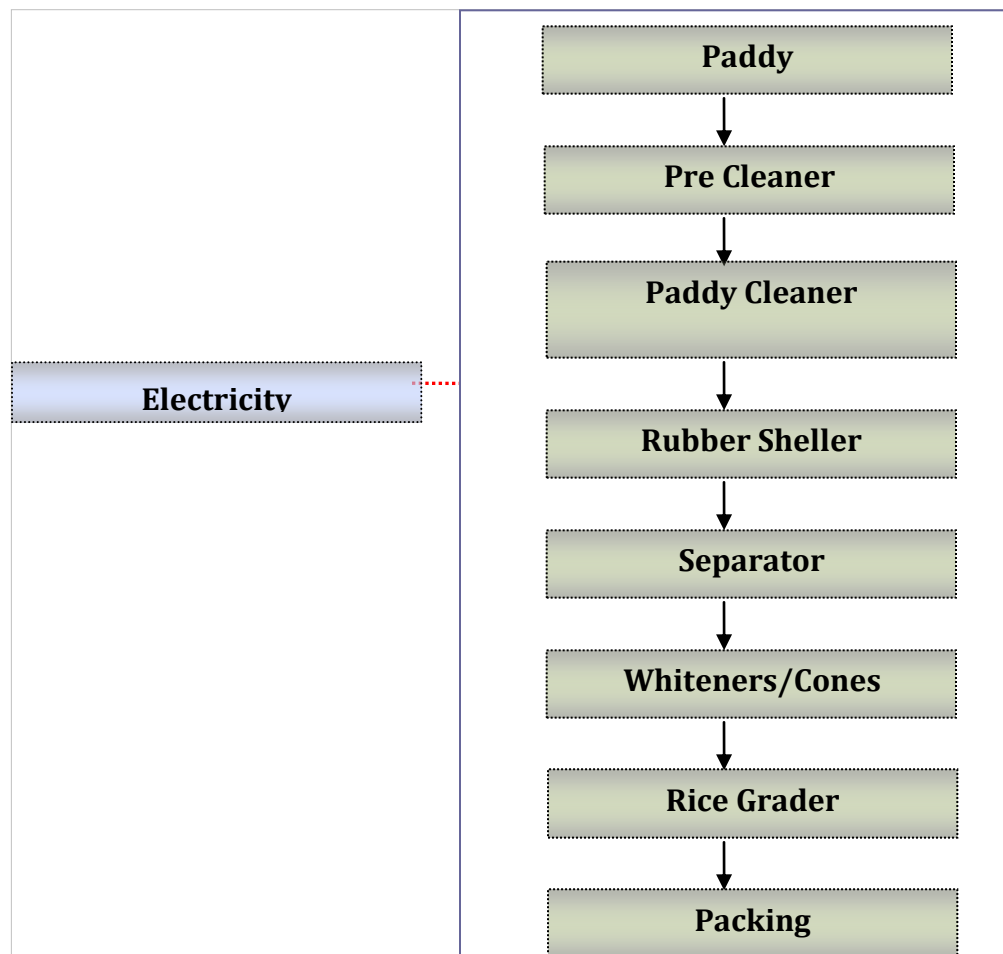 Paddy
Pre Cleaner
Paddy Cleaner
Electricity
Rubber Sheller
Separator
Whiteners/Cones
Rice Grader
Packing